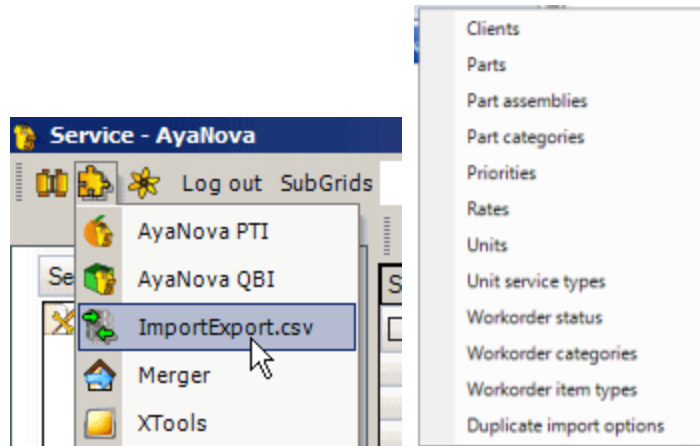 Service - AyaNova
Log out SubGrids
AyaNova PTI
AyaNova QBI
ImportExport.csv
Merger
XTools
Se
S
Clients
Parts
Part assemblies
Part categories
Priorities
Rates
Units
Unit service types
Workorder status
Workorder categories
Workorder item types
Duplicate import options